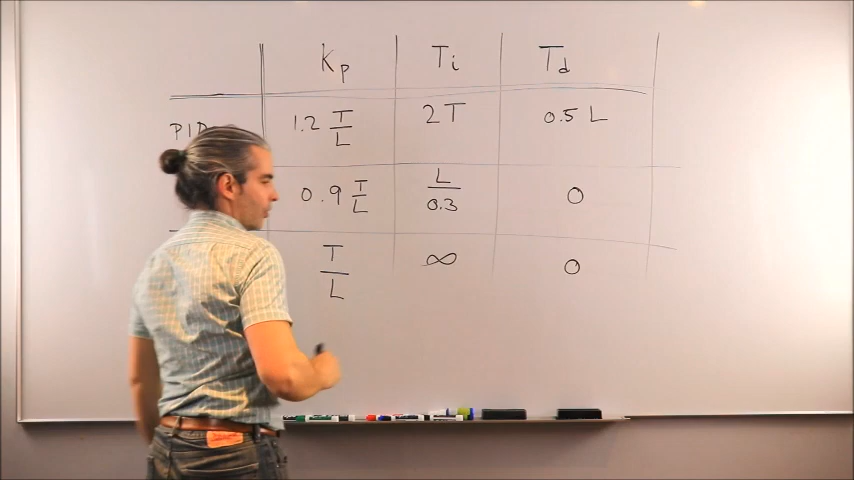 Kp Ti Td
PID 1.2 T/L 2T 0.5 L
0.9 T/L L/0.3 0
T/L ∞ 0